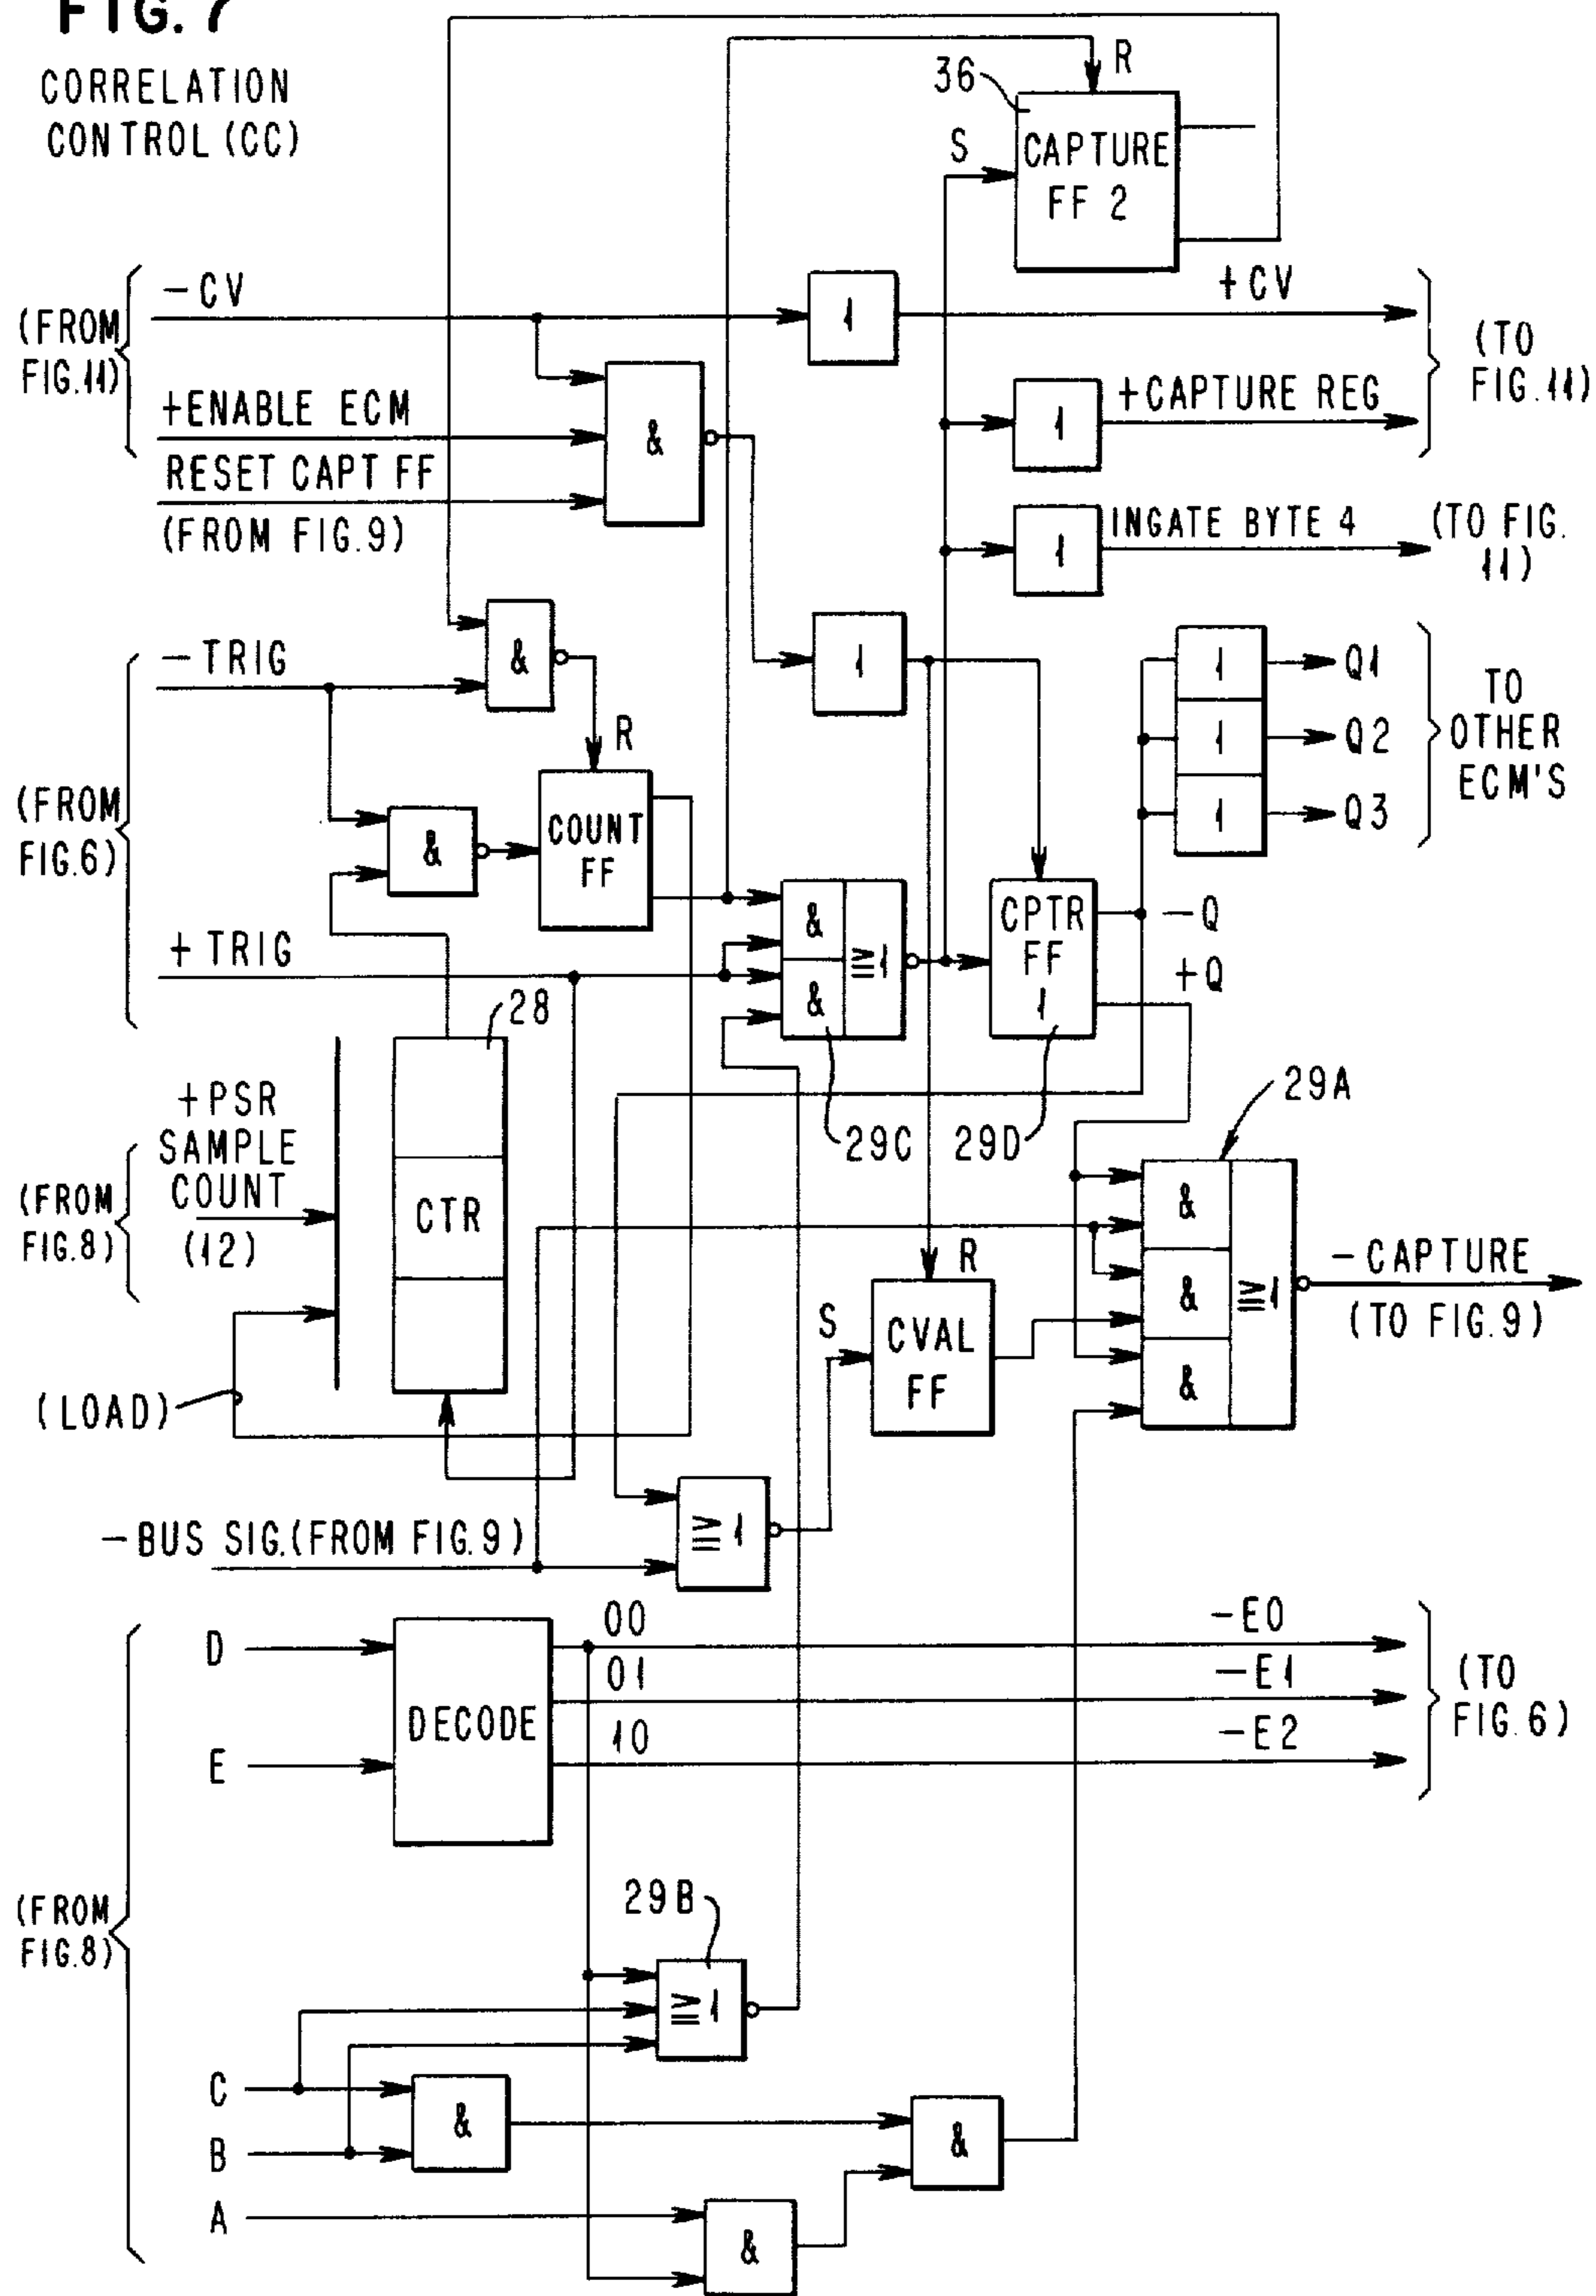 FIG. 7
CORRELATION
CONTROL (CC)
36
R
S
CAPTURE
FF 2
-CV
1
+CV
(FROM
FIG.11)
(TO
FIG.11)
+ENABLE ECM
&
1
+CAPTURE REG
RESET CAPT FF
(FROM FIG.9)
1
INGATE BYTE 4
(TO FIG.
11)
-TRIG
&
1
1
Q1
R
1
Q2
TO
OTHER
ECM'S
(FROM
FIG.6)
&
COUNT
FF
1
Q3
+TRIG
&
&
≥1
CPTR
FF
1
-Q
+Q
28
29C
29D
29A
+PSR
SAMPLE
COUNT
(12)
(FROM
FIG.8)
CTR
&
&
&
≥1
-CAPTURE
(TO FIG.9)
R
S
CVAL
FF
(LOAD)
≥1
-BUS SIG.(FROM FIG.9)
D
E
DECODE
00
01
10
-E0
-E1
-E2
(TO
FIG.6)
(FROM
FIG.8)
29B
≥1
C
B
&
&
A
&